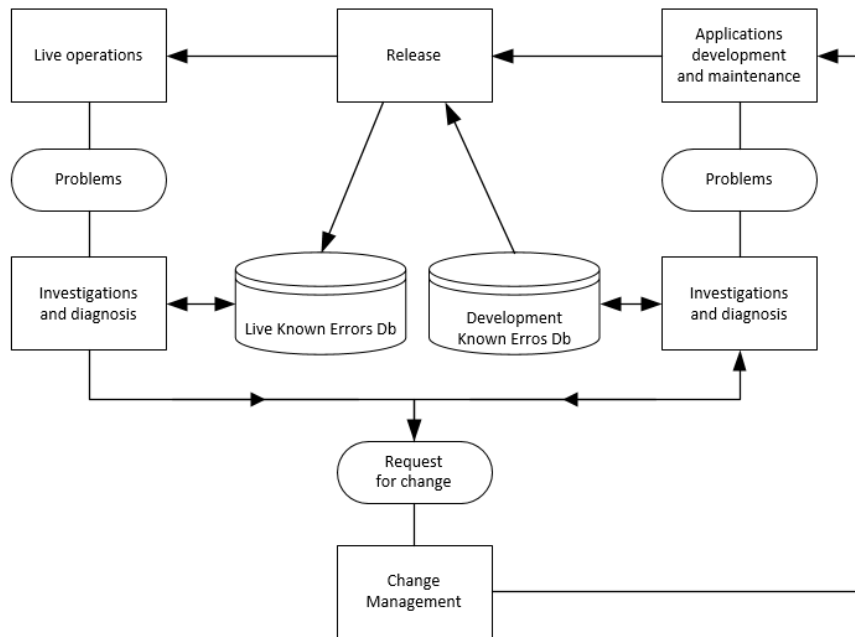 Live operations
Release
Applications
development
and maintenance
Problems
Problems
Investigations
and diagnosis
Live Known Errors Db
Development
Known Erros Db
Investigations
and diagnosis
Request
for change
Change
Management